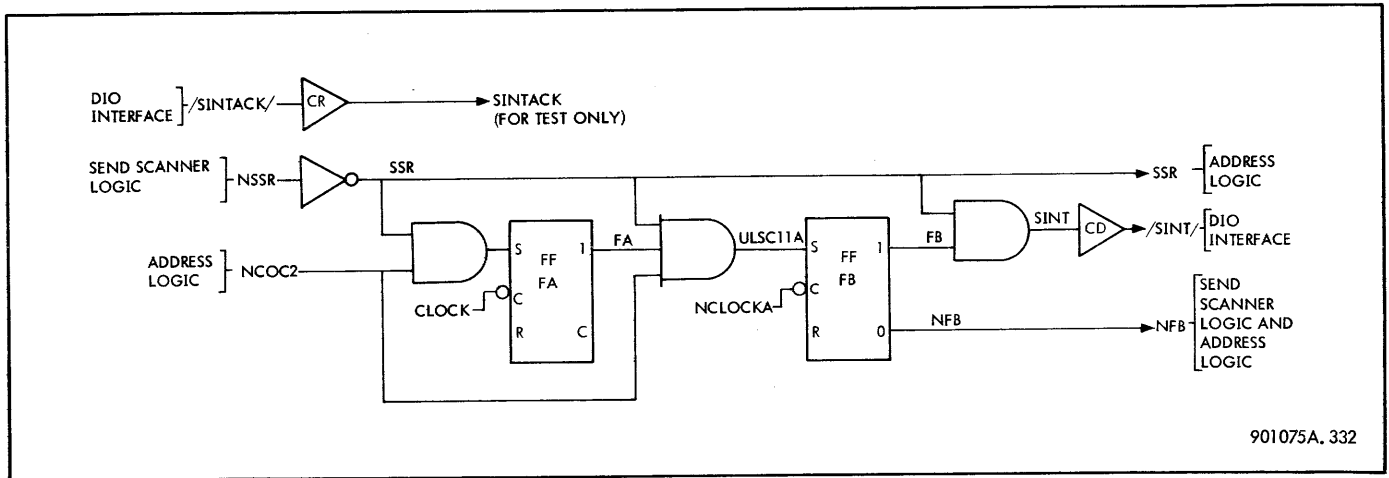 DIO
INTERFACE
/SINTACK/
CR
SINTACK
(FOR TEST ONLY)
SEND SCANNER
LOGIC
NSSR
SSR
SSR
ADDRESS
LOGIC
ADDRESS
LOGIC
NCOC2
S
1
FF
FA
C
CLOCK
R
C
FA
ULSC11A
S
1
FF
FB
C
NCLOCKA
R
0
FB
SINT
CD
/SINT/
DIO
INTERFACE
NFB
NFB
SEND
SCANNER
LOGIC AND
ADDRESS
LOGIC
901075A. 332